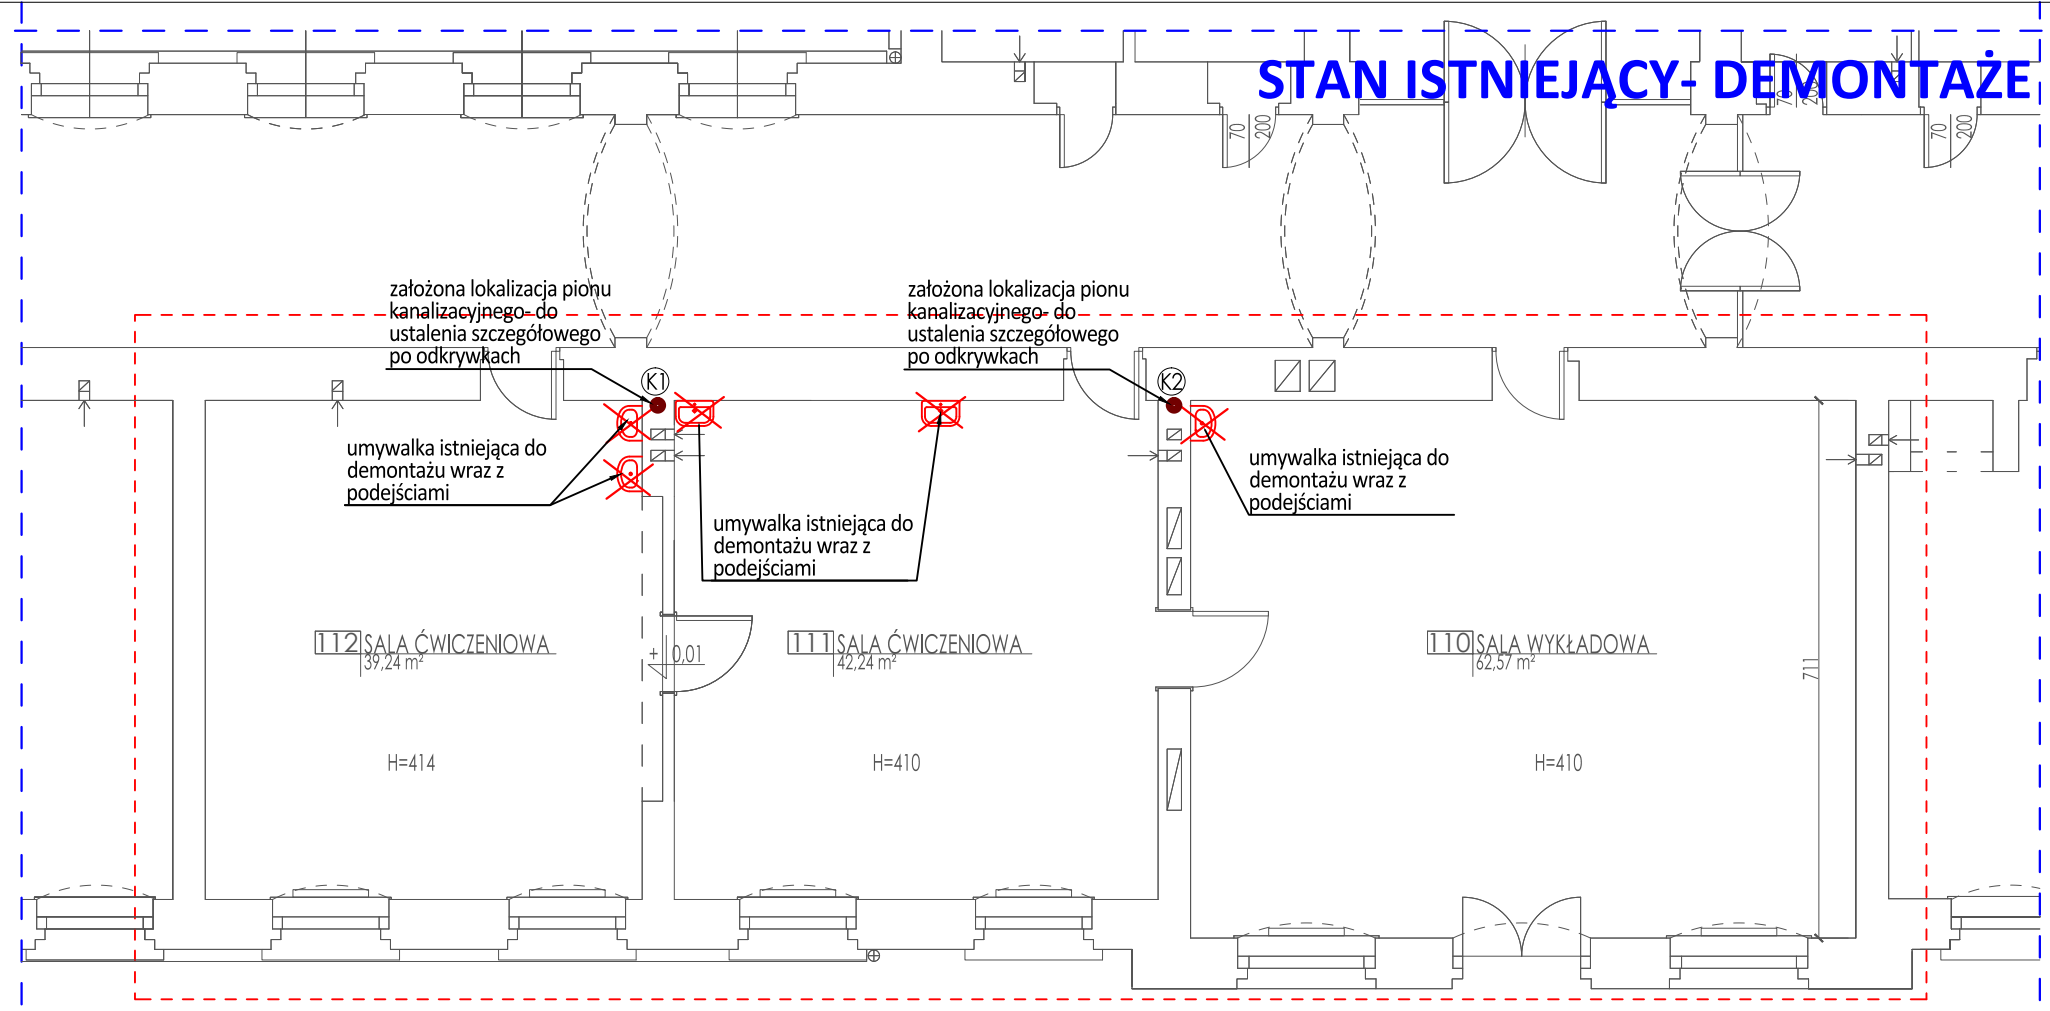 STAN ISTNIEJĄCY- DEMONTAŻE
70
200
70
200
70
200
założona lokalizacja pionu
kanalizacyjnego- do
ustalenia szczegółowego
po odkrywkach
K1
założona lokalizacja pionu
kanalizacyjnego- do
ustalenia szczegółowego
po odkrywkach
K2
umywalka istniejąca do
demontażu wraz z
podejściami
umywalka istniejąca do
demontażu wraz z
podejściami
umywalka istniejąca do
demontażu wraz z
podejściami
112 SALA ĆWICZENIOWA
39,24 m²
+ 0,01
111 SALA ĆWICZENIOWA
42,24 m²
110 SALA WYKŁADOWA
62,57 m²
711
H=414
H=410
H=410